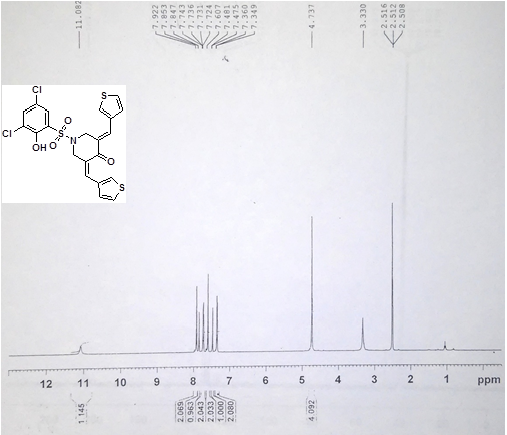 11.082
7.922
7.853
7.847
7.743
7.736
7.731
7.724
7.607
7.481
7.475
7.360
7.349
4.737
3.330
2.516
2.512
2.508
Cl
S
Cl
O
S
N
OH
O
O
S
12 11 10 9 8 7 6 5 4 3 2 1 ppm
1.145
2.069
0.963
2.043
2.033
1.000
2.080
4.092